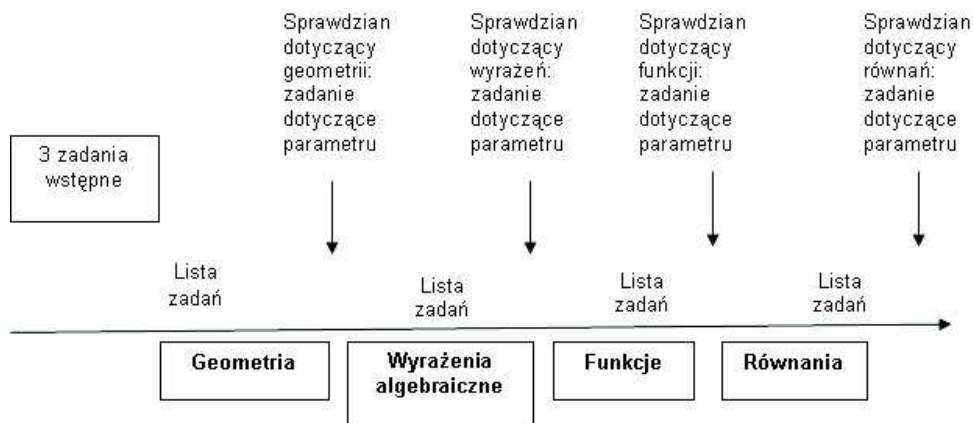 Sprawdzian
dotyczący
geometrii:
zadanie
dotyczące
parametru
Sprawdzian
dotyczący
wyrażeń:
zadanie
dotyczące
parametru
Sprawdzian
dotyczący
funkcji:
zadanie
dotyczące
parametru
Sprawdzian
dotyczący
równań:
zadanie
dotyczące
parametru
3 zadania
wstępne
Lista
zadań
Lista
zadań
Lista
zadań
Lista
zadań
Geometria
Wyrażenia
algebraiczne
Funkcje
Równania